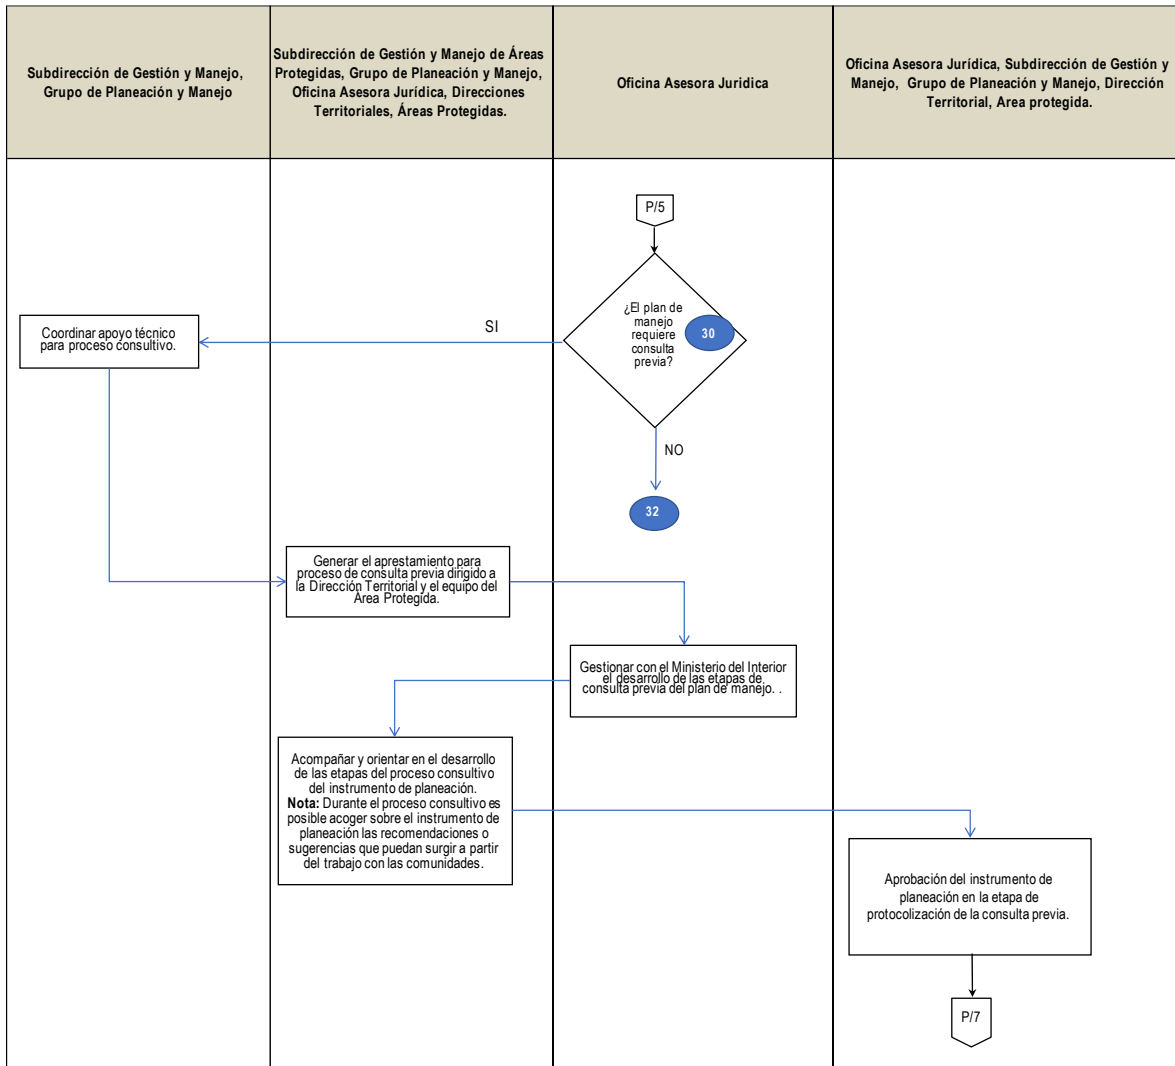 Subdirección de Gestión y Manejo,
Grupo de Planeación y Manejo
Subdirección de Gestión y Manejo de Áreas
Protegidas, Grupo de Planeación y Manejo,
Oficina Asesora Jurídica, Direcciones
Territoriales, Áreas Protegidas.
Oficina Asesora Juridica
Oficina Asesora Jurídica, Subdirección de Gestión y
Manejo, Grupo de Planeación y Manejo, Dirección
Territorial, Area protegida.
P/5
¿El plan de
manejo
requiere
consulta
previa?
30
SI
Coordinar apoyo técnico
para proceso consultivo.
NO
32
Generar el aprestamiento para
proceso de consulta previa dirigido a
la Dirección Territorial y el equipo del
Área Protegida.
Gestionar con el Ministerio del Interior
el desarrollo de las etapas de
consulta previa del plan de manejo. .
Acompañar y orientar en el desarrollo
de las etapas del proceso consultivo
del instrumento de planeación.
Nota: Durante el proceso consultivo es
posible acoger sobre el instrumento de
planeación las recomendaciones o
sugerencias que puedan surgir a partir
del trabajo con las comunidades.
Aprobación del instrumento de
planeación en la etapa de
protocolización de la consulta previa.
P/7